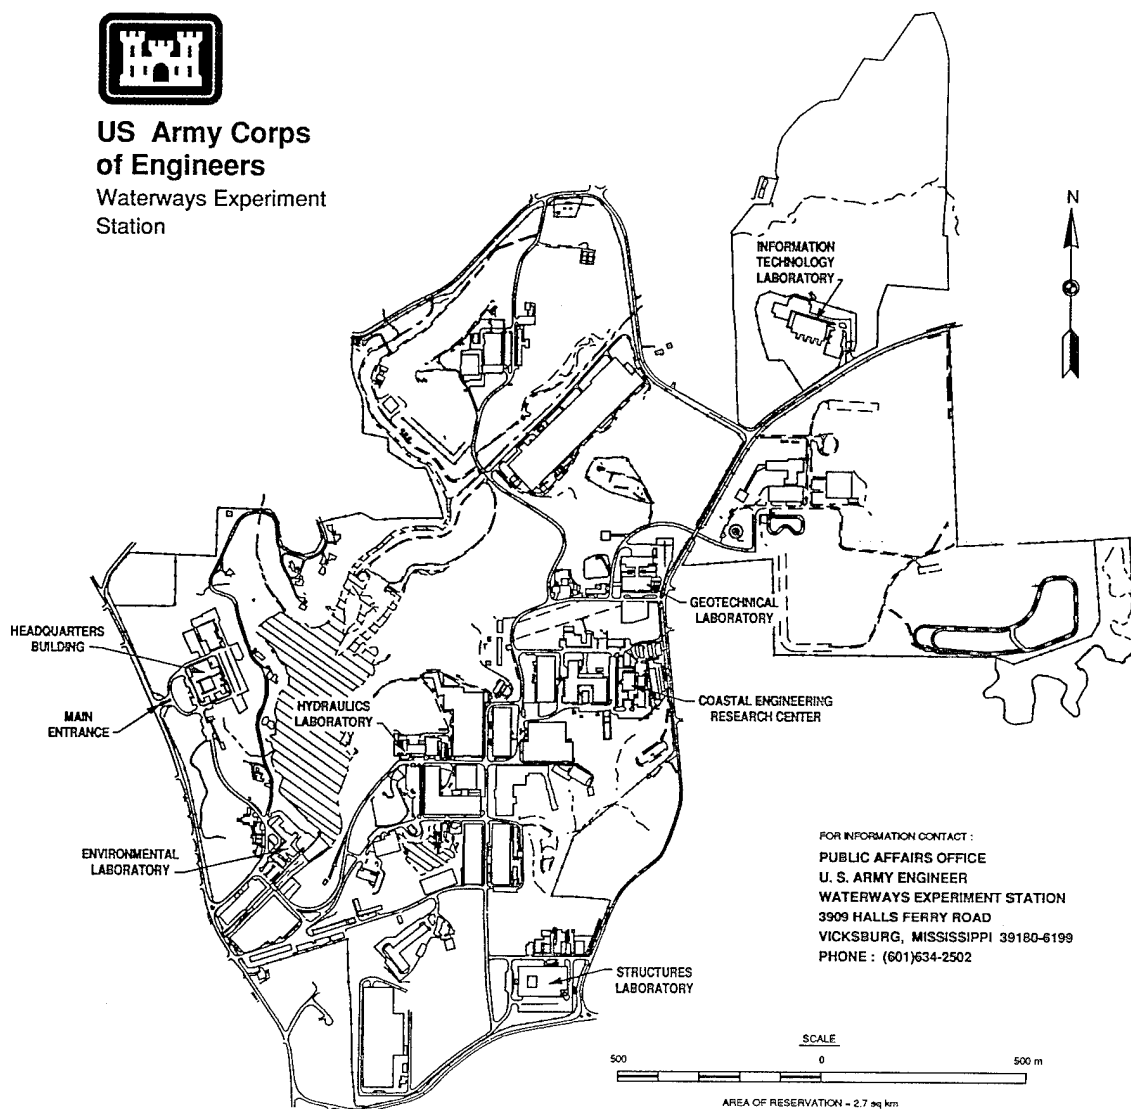 US Army Corps
of Engineers
Waterways Experiment
Station
N
INFORMATION
TECHNOLOGY
LABORATORY
GEOTECHNICAL
LABORATORY
HEADQUARTERS
BUILDING
MAIN
ENTRANCE
HYDRAULICS
LABORATORY
COASTAL ENGINEERING
RESEARCH CENTER
ENVIRONMENTAL
LABORATORY
STRUCTURES
LABORATORY
FOR INFORMATION CONTACT :
PUBLIC AFFAIRS OFFICE
U. S. ARMY ENGINEER
WATERWAYS EXPERIMENT STATION
3909 HALLS FERRY ROAD
VICKSBURG, MISSISSIPPI 39180-6199
PHONE : (601)634-2502
SCALE
500 0 500 m
AREA OF RESERVATION = 2.7 sq km